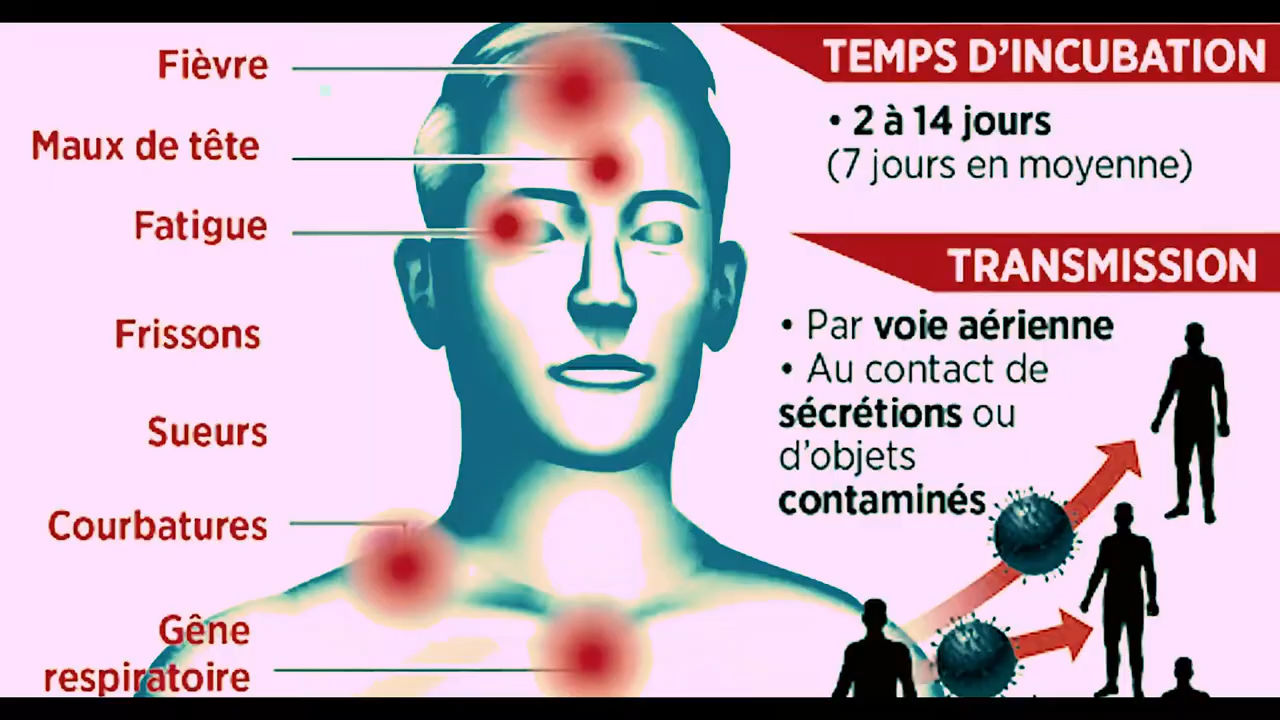 Fièvre
Maux de tête
Fatigue
Frissons
Sueurs
Courbatures
Gêne
respiratoire
TEMPS D'INCUBATION
• 2 à 14 jours
(7 jours en moyenne)
TRANSMISSION
• Par voie aérienne
• Au contact de
sécrétions ou
d'objets
contaminés